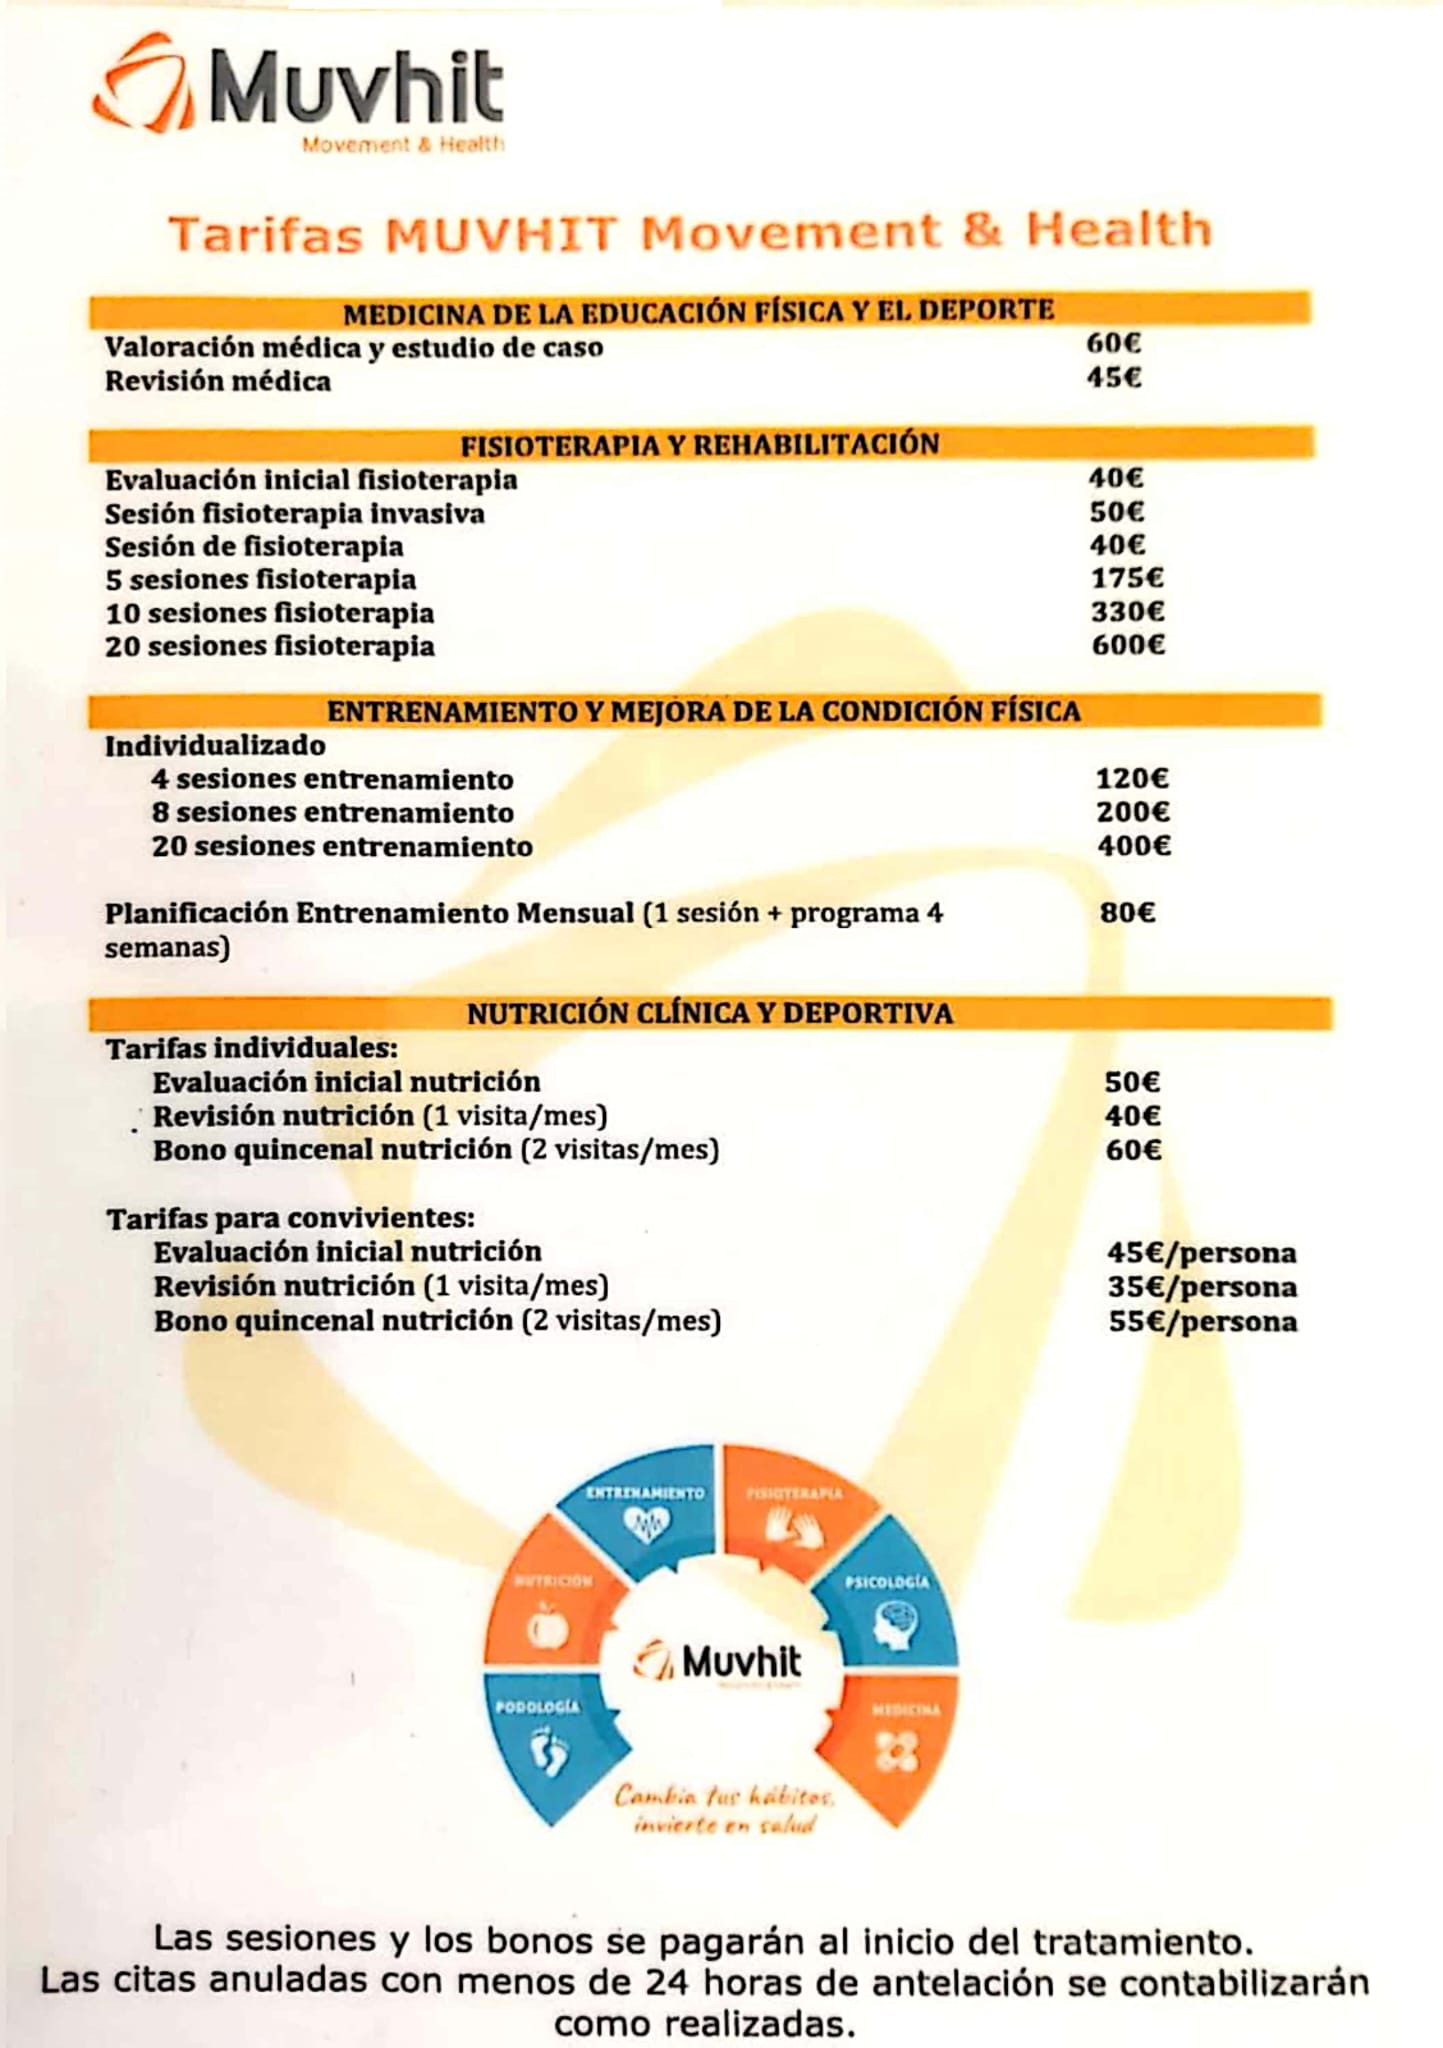 Muvhit
Movement & Health
Tarifas MUVHIT Movement & Health
MEDICINA DE LA EDUCACIÓN FÍSICA Y EL DEPORTE
Valoración médica y estudio de caso 60€
Revisión médica 45€
FISIOTERAPIA Y REHABILITACIÓN
Evaluación inicial fisioterapia 40€
Sesión fisioterapia invasiva 50€
Sesión de fisioterapia 40€
5 sesiones fisioterapia 175€
10 sesiones fisioterapia 330€
20 sesiones fisioterapia 600€
ENTRENAMIENTO Y MEJORA DE LA CONDICIÓN FÍSICA
Individualizado
4 sesiones entrenamiento 120€
8 sesiones entrenamiento 200€
20 sesiones entrenamiento 400€
Planificación Entrenamiento Mensual (1 sesión + programa 4 80€
semanas)
NUTRICIÓN CLÍNICA Y DEPORTIVA
Tarifas individuales:
Evaluación inicial nutrición 50€
Revisión nutrición (1 visita/mes) 40€
Bono quincenal nutrición (2 visitas/mes) 60€
Tarifas para convivientes:
Evaluación inicial nutrición 45€/persona
Revisión nutrición (1 visita/mes) 35€/persona
Bono quincenal nutrición (2 visitas/mes) 55€/persona
ENTRENAMIENTO FISIOTERAPIA
NUTRICIÓN PSICOLOGÍA
Muvhit
PODOLOGÍA MEDICINA
Cambia tus hábitos,
invierte en salud
Las sesiones y los bonos se pagarán al inicio del tratamiento.
Las citas anuladas con menos de 24 horas de antelación se contabilizarán
como realizadas.